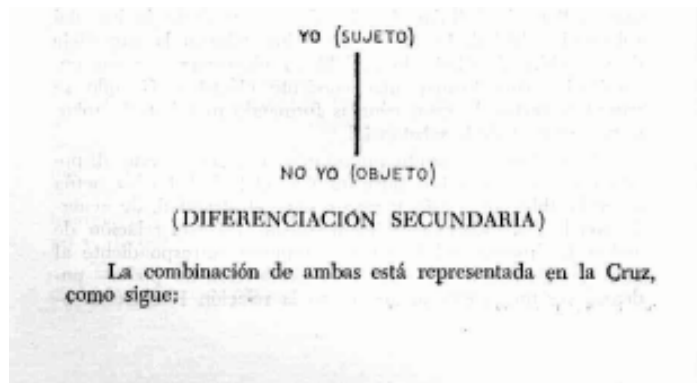 YO (SUJETO)
NO YO (OBJETO)
(DIFERENCIACIÓN SECUNDARIA)
La combinación de ambas está representada en la Cruz,
como sigue: